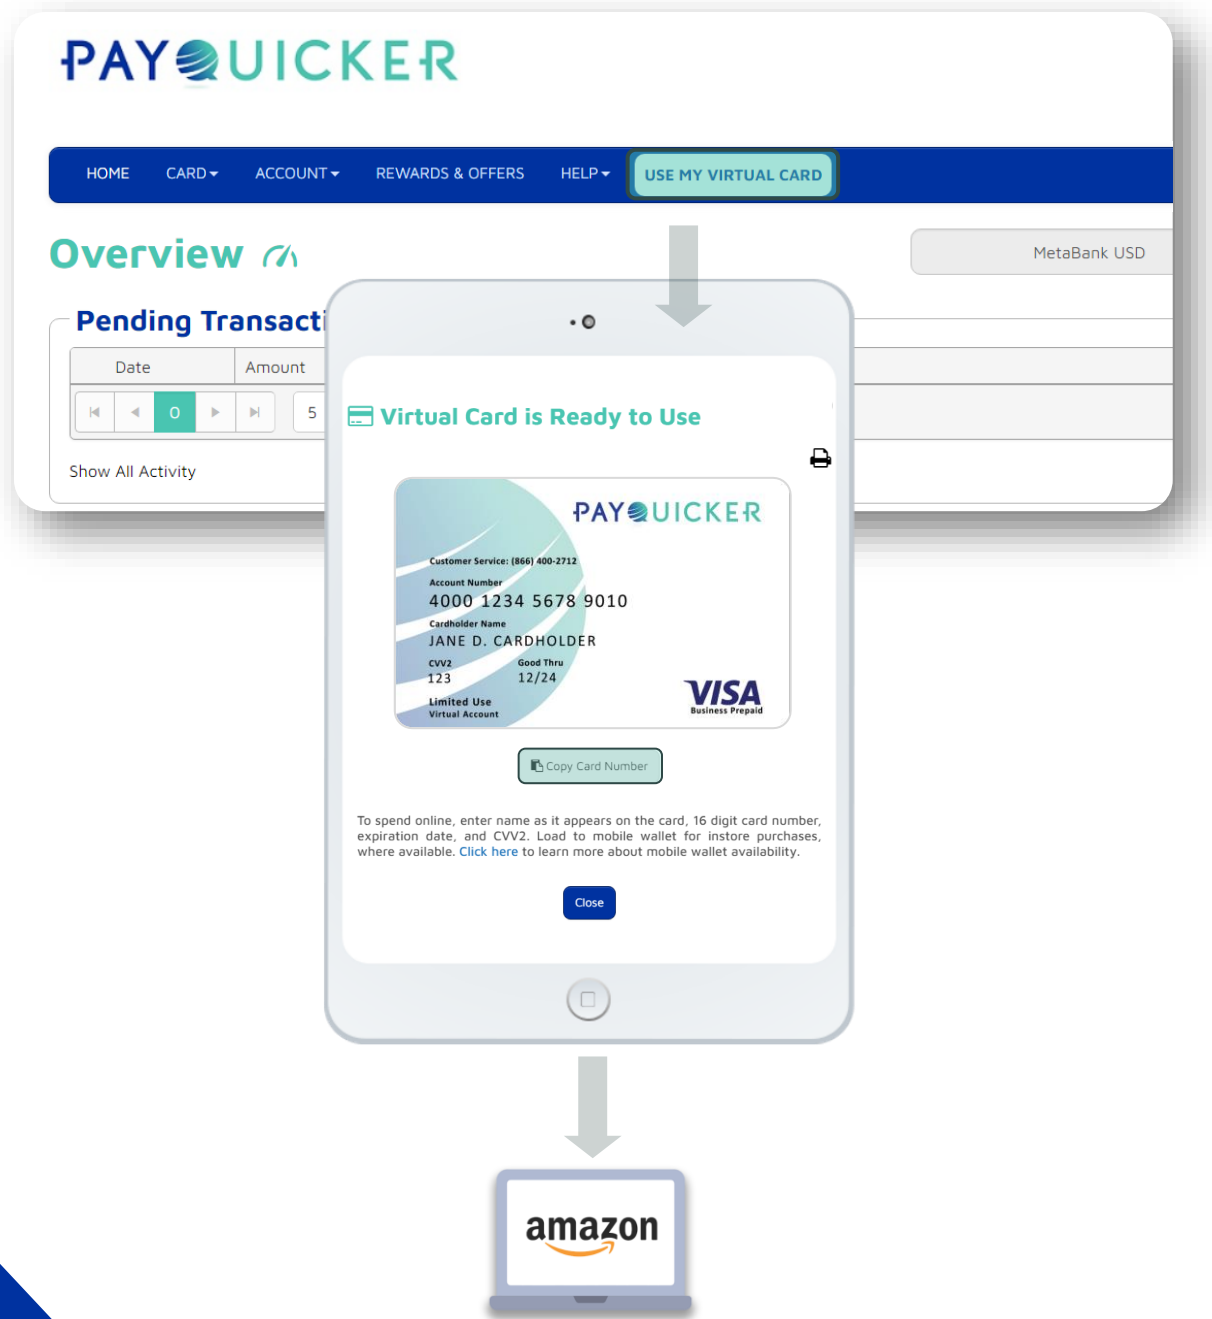 PAYQUICKER
HOME CARD ACCOUNT REWARDS & OFFERS HELP USE MY VIRTUAL CARD
Overview
MetaBank USD
Pending Transacti
Date Amount
0 5
Show All Activity
Virtual Card is Ready to Use
PAYQUICKER
Customer Service: (866) 400-2712
Account Number
4000 1234 5678 9010
Cardholder Name
JANE D. CARDHOLDER
CVV2 Good Thru
123 12/24
Limited Use
Virtual Account
VISA
Business Prepaid
Copy Card Number
To spend online, enter name as it appears on the card, 16 digit card number,
expiration date, and CVV2. Load to mobile wallet for instore purchases,
where available. Click here to learn more about mobile wallet availability.
Close
amazon